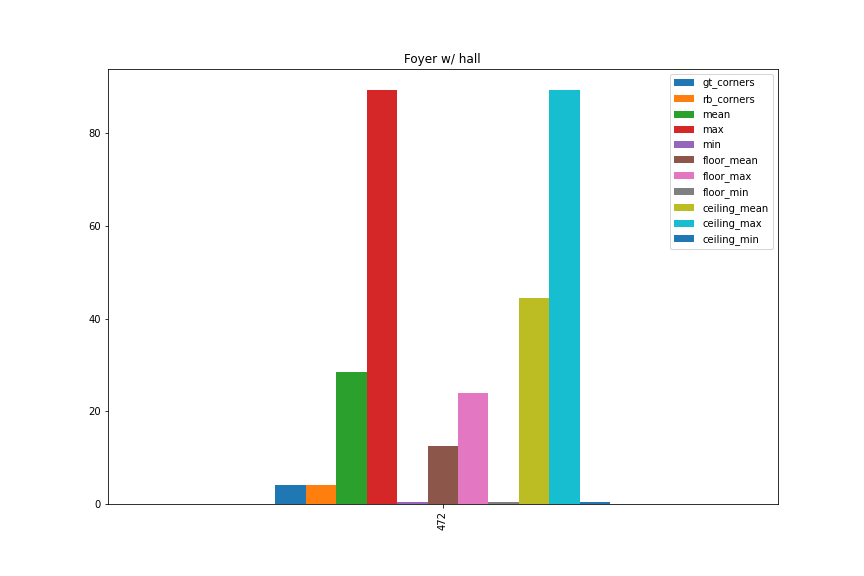 Foyer w/ hall
gt_corners
rb_corners
mean
max
min
floor_mean
floor_max
floor_min
ceiling_mean
ceiling_max
ceiling_min
80
60
40
20
0
472